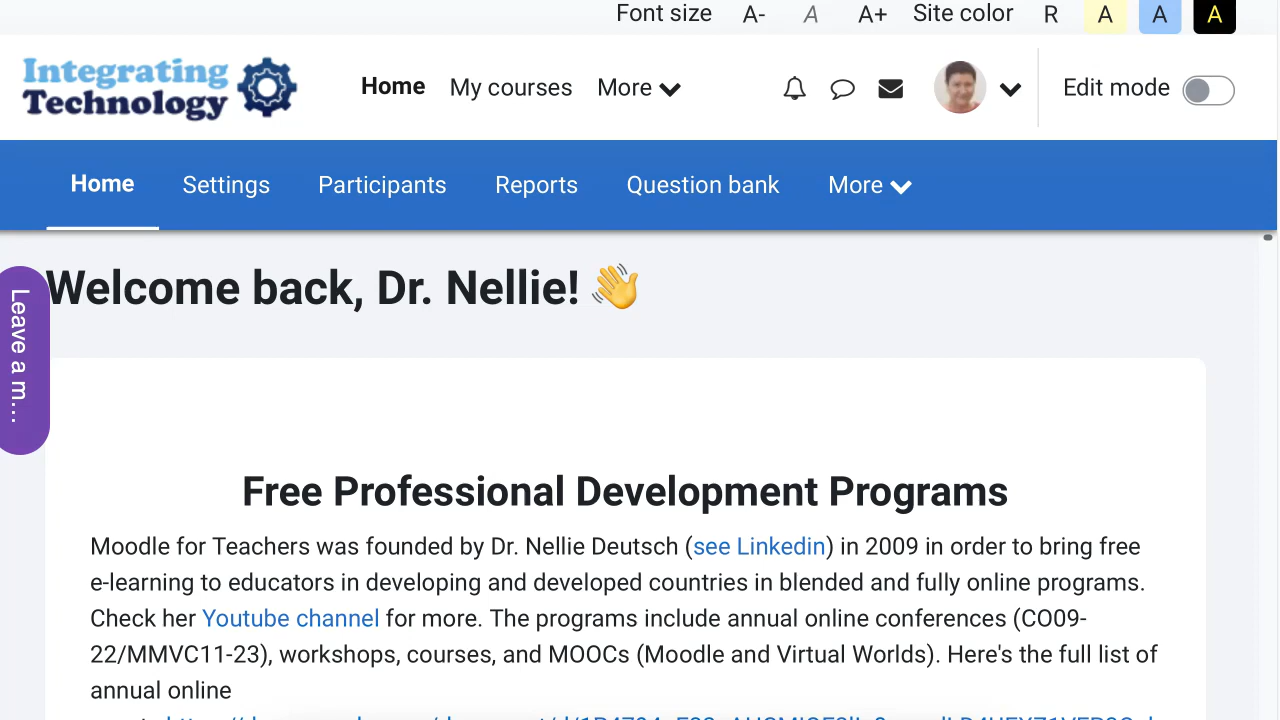 Font size A- A A+ Site color R A A A
Integrating
Technology
Home My courses More Edit mode
Home Settings Participants Reports Question bank More
Welcome back, Dr. Nellie! 👋
Leave a m...
Free Professional Development Programs
Moodle for Teachers was founded by Dr. Nellie Deutsch (see Linkedin) in 2009 in order to bring free
e-learning to educators in developing and developed countries in blended and fully online programs.
Check her Youtube channel for more. The programs include annual online conferences (CO09-
22/MMVC11-23), workshops, courses, and MOOCs (Moodle and Virtual Worlds). Here's the full list of
annual online